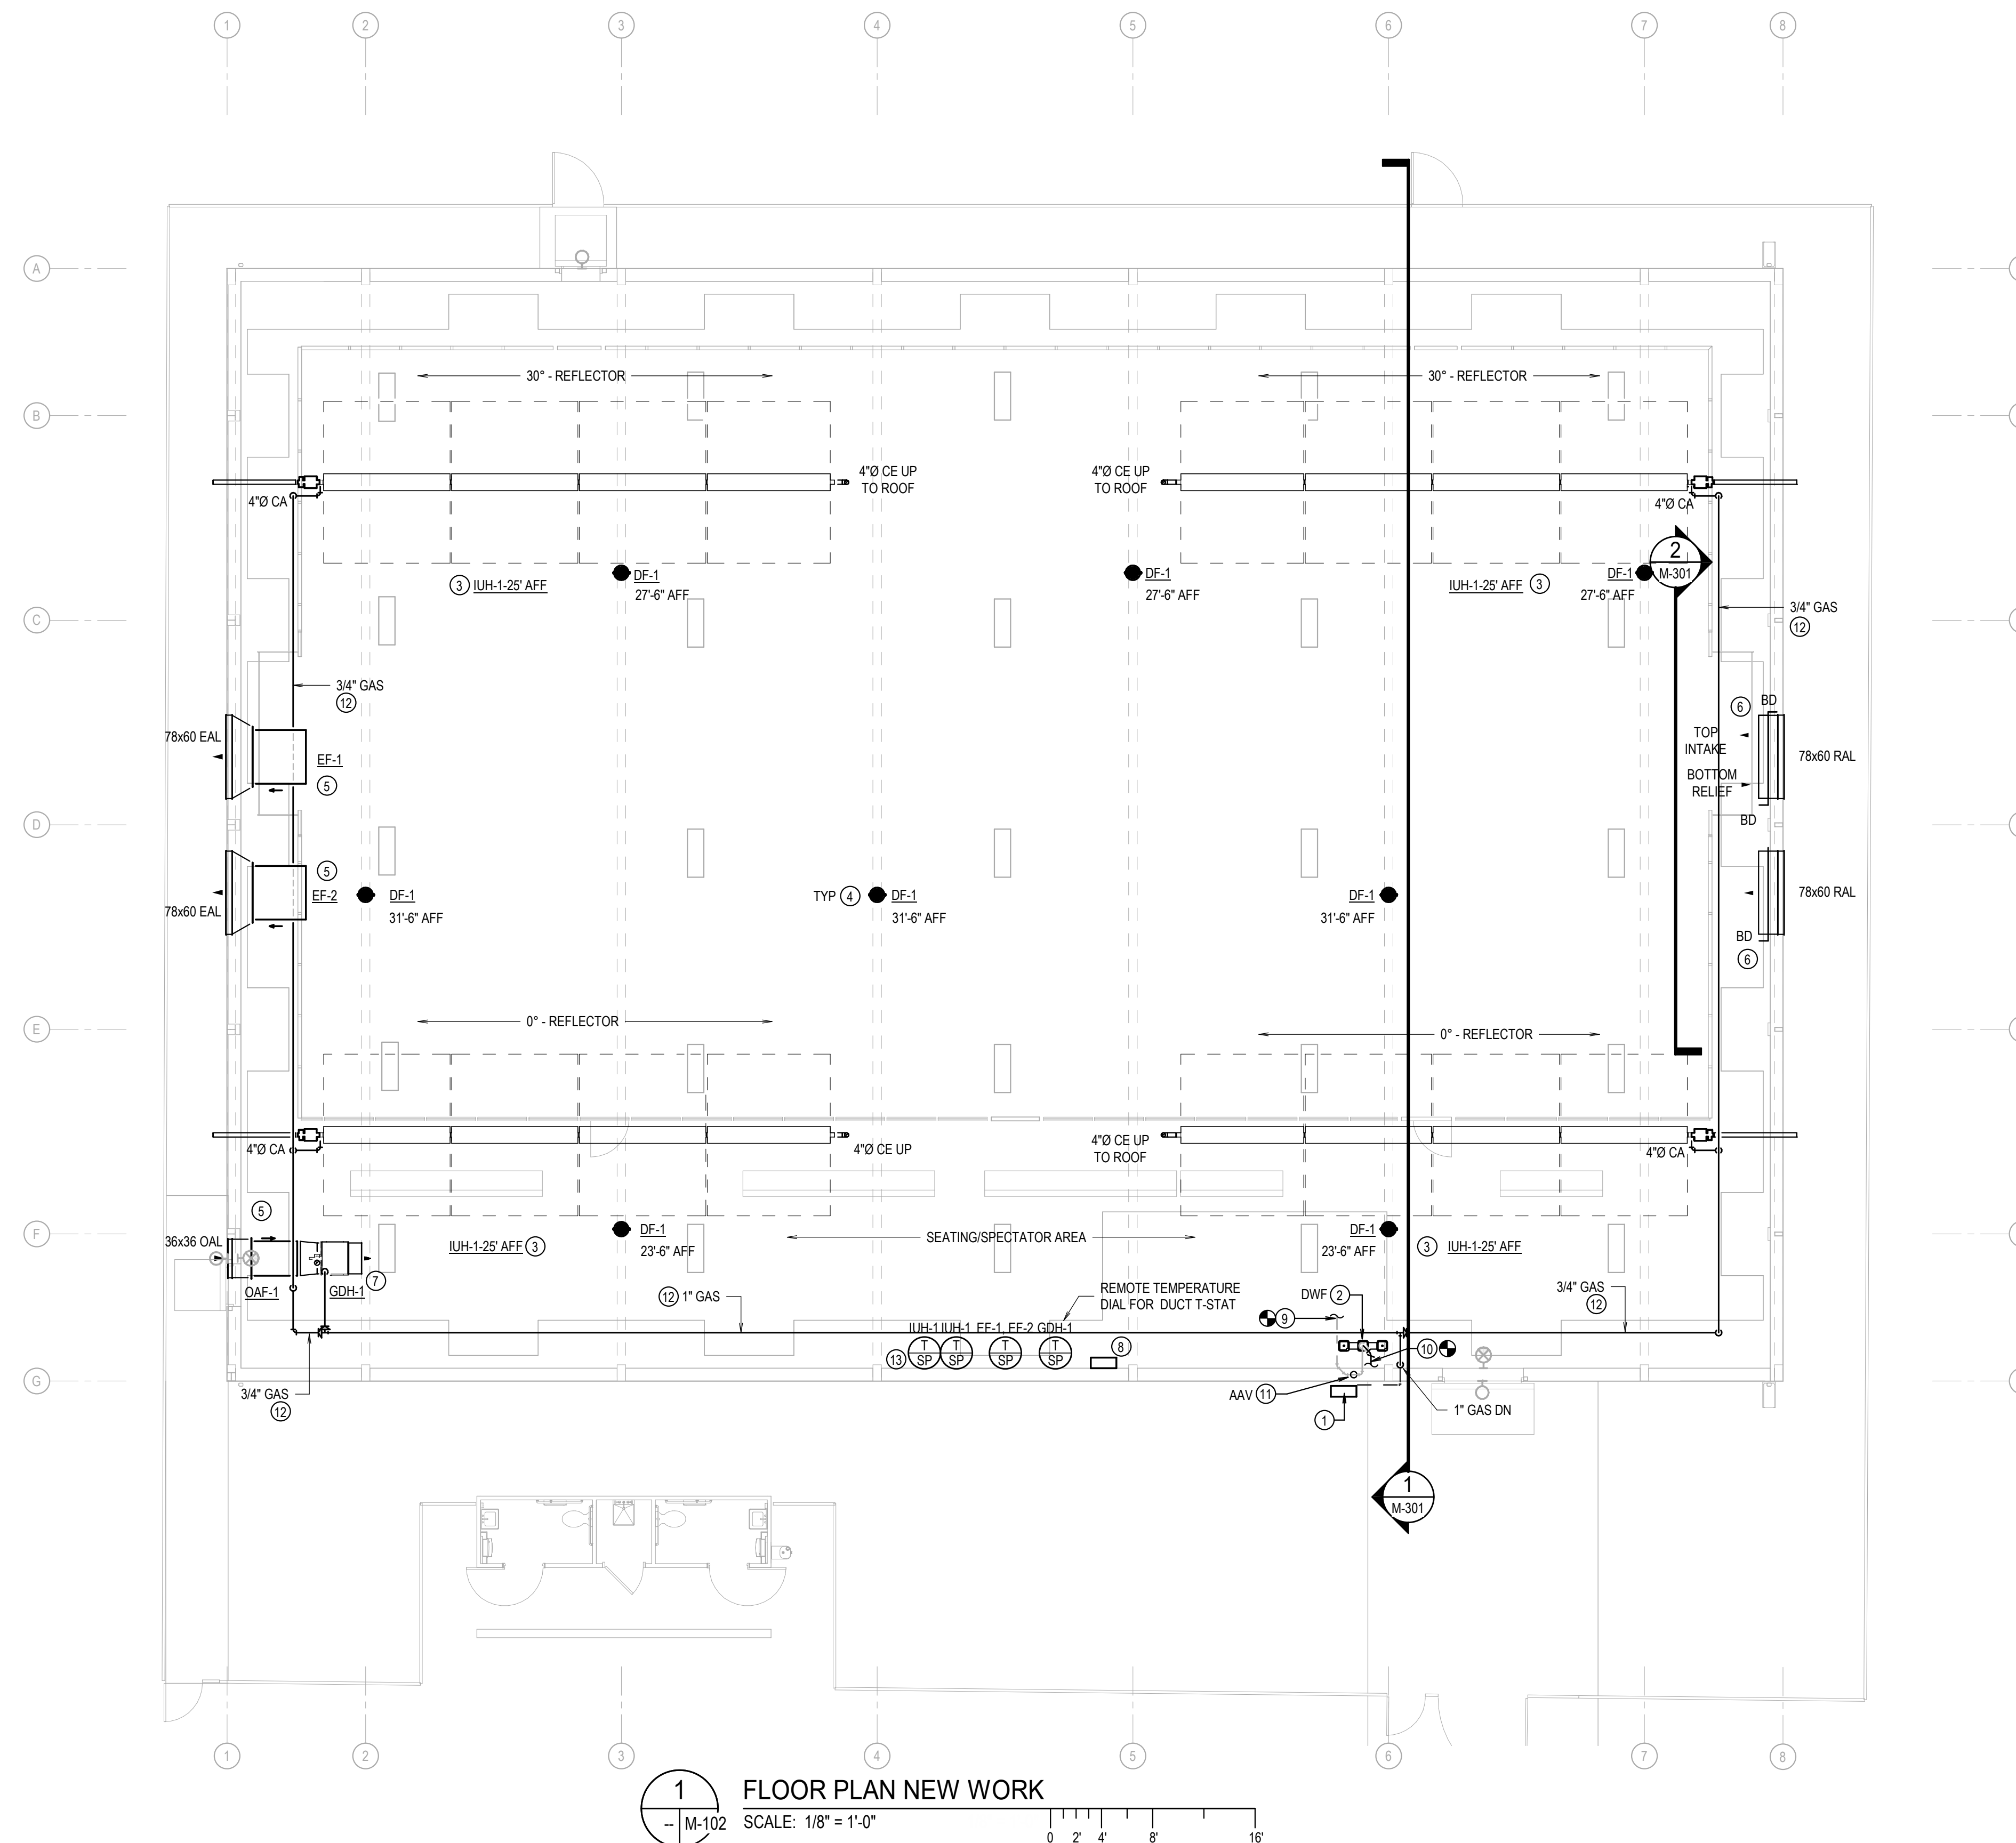 1 2 3 4 5 6 7 8
A
30° - REFLECTOR
30° - REFLECTOR
B
4"Ø CE UP
TO ROOF
4"Ø CE UP
TO ROOF
4"Ø CA
4"Ø CA
2
M-301
3 IUH-1-25' AFF
DF-1
27'-6" AFF
DF-1
27'-6" AFF
IUH-1-25' AFF 3
DF-1
27'-6" AFF
C
3/4" GAS
12
3/4" GAS
12
78x60 EAL
EF-1
5
6 BD
TOP
INTAKE
BOTTOM
RELIEF
78x60 RAL
BD
D
5
EF-2
78x60 EAL
DF-1
31'-6" AFF
TYP 4 DF-1
31'-6" AFF
DF-1
31'-6" AFF
78x60 RAL
BD
6
E
0° - REFLECTOR
0° - REFLECTOR
4"Ø CA
4"Ø CE UP
4"Ø CE UP
TO ROOF
4"Ø CA
5
F
36x36 OAL
OAF-1
GDH-1
7
IUH-1-25' AFF 3
DF-1
23'-6" AFF
SEATING/SPECTATOR AREA
DF-1
23'-6" AFF
3 IUH-1-25' AFF
12 1" GAS
REMOTE TEMPERATURE
DIAL FOR DUCT T-STAT
DWF 2
3/4" GAS
12
9
IUH-1 IUH-1 EF-1, EF-2 GDH-1
13
T
SP
T
SP
T
SP
T
SP
8
10
G
3/4" GAS
12
AAV 11
1
1" GAS DN
1
M-301
1 2 3 4 5 6 7 8
1
-- M-102
FLOOR PLAN NEW WORK
SCALE: 1/8" = 1'-0"
0 2' 4' 8' 16'